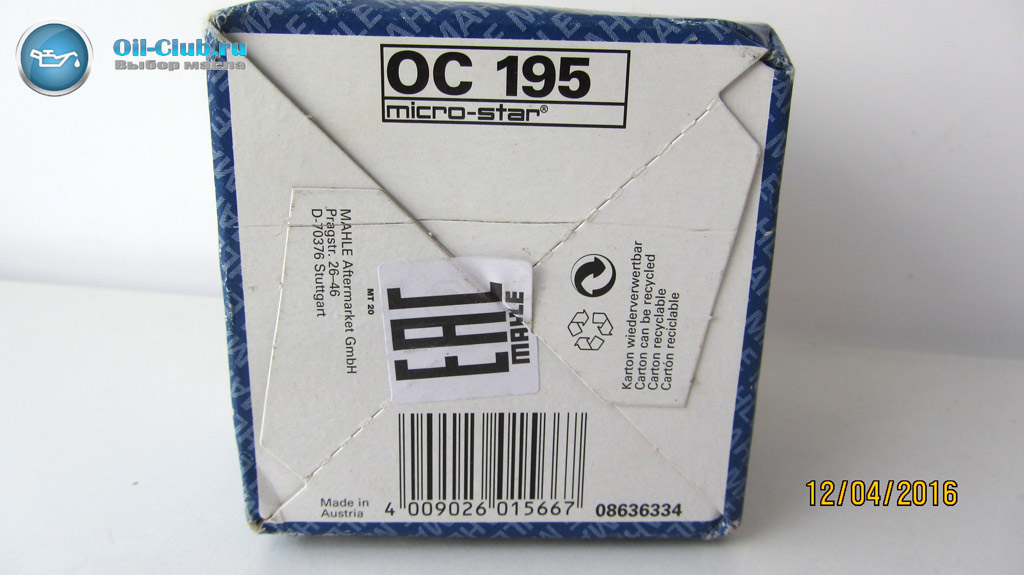 Oil-Club.ru
Выбор масла
OC 195
micro-star®
MAHLE Aftermarket GmbH
Pragstr. 26–46
D-70376 Stuttgart
MT 20
EAC
MAHLE
Karton wiederverwertbar
Carton can be recycled
Carton recyclable
Cartón reciclable
Made in
Austria
4 009026 015667
08636334
12/04/2016